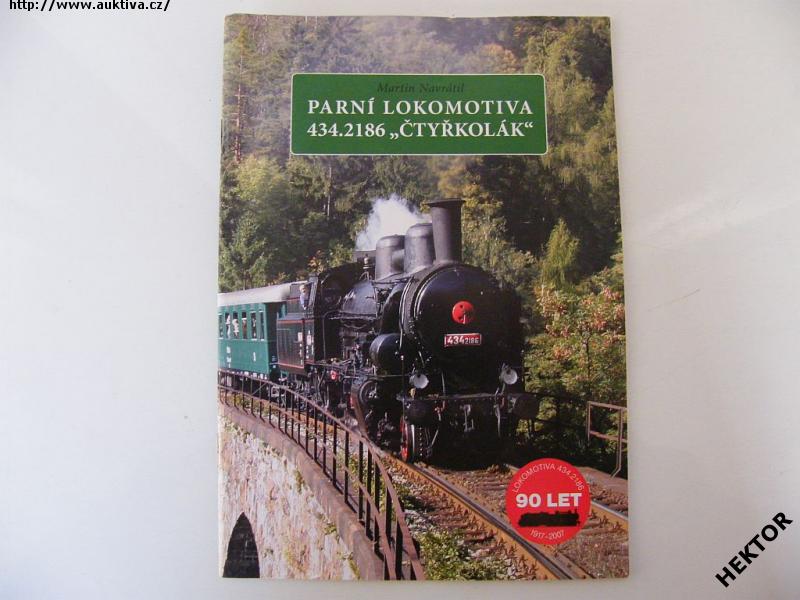 http://www.auktiva.cz/
Martin Navrátil
PARNÍ LOKOMOTIVA
434.2186 „ČTYŘKOLÁK“
434.2186
LOKOMOTIVA 434.2186
90 LET
1917–2007
HEKTOR